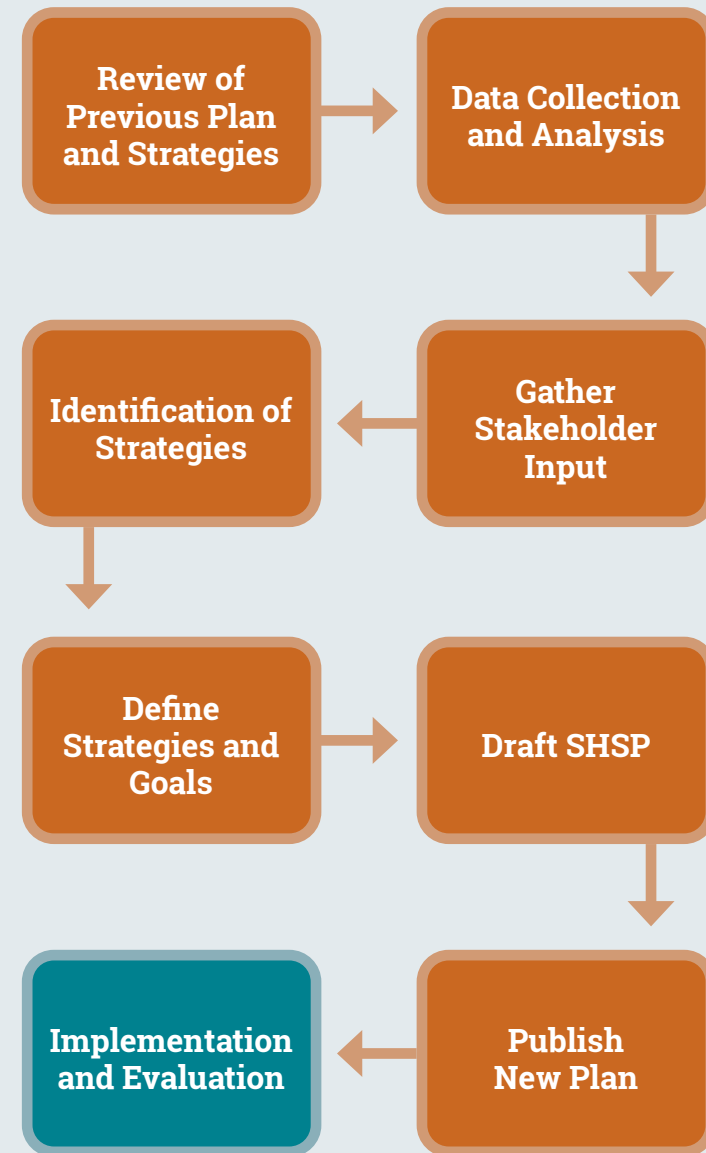 Review of
Previous Plan
and Strategies
Data Collection
and Analysis
Gather
Stakeholder
Input
Identification of
Strategies
Define
Strategies and
Goals
Draft SHSP
Publish
New Plan
Implementation
and Evaluation